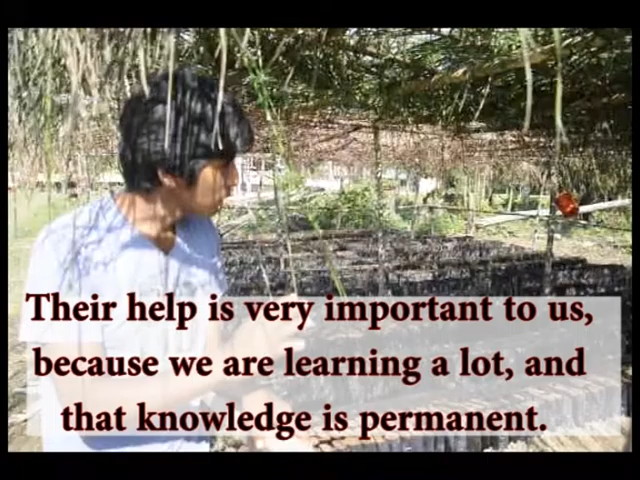 Their help is very important to us,
because we are learning a lot, and
that knowledge is permanent.